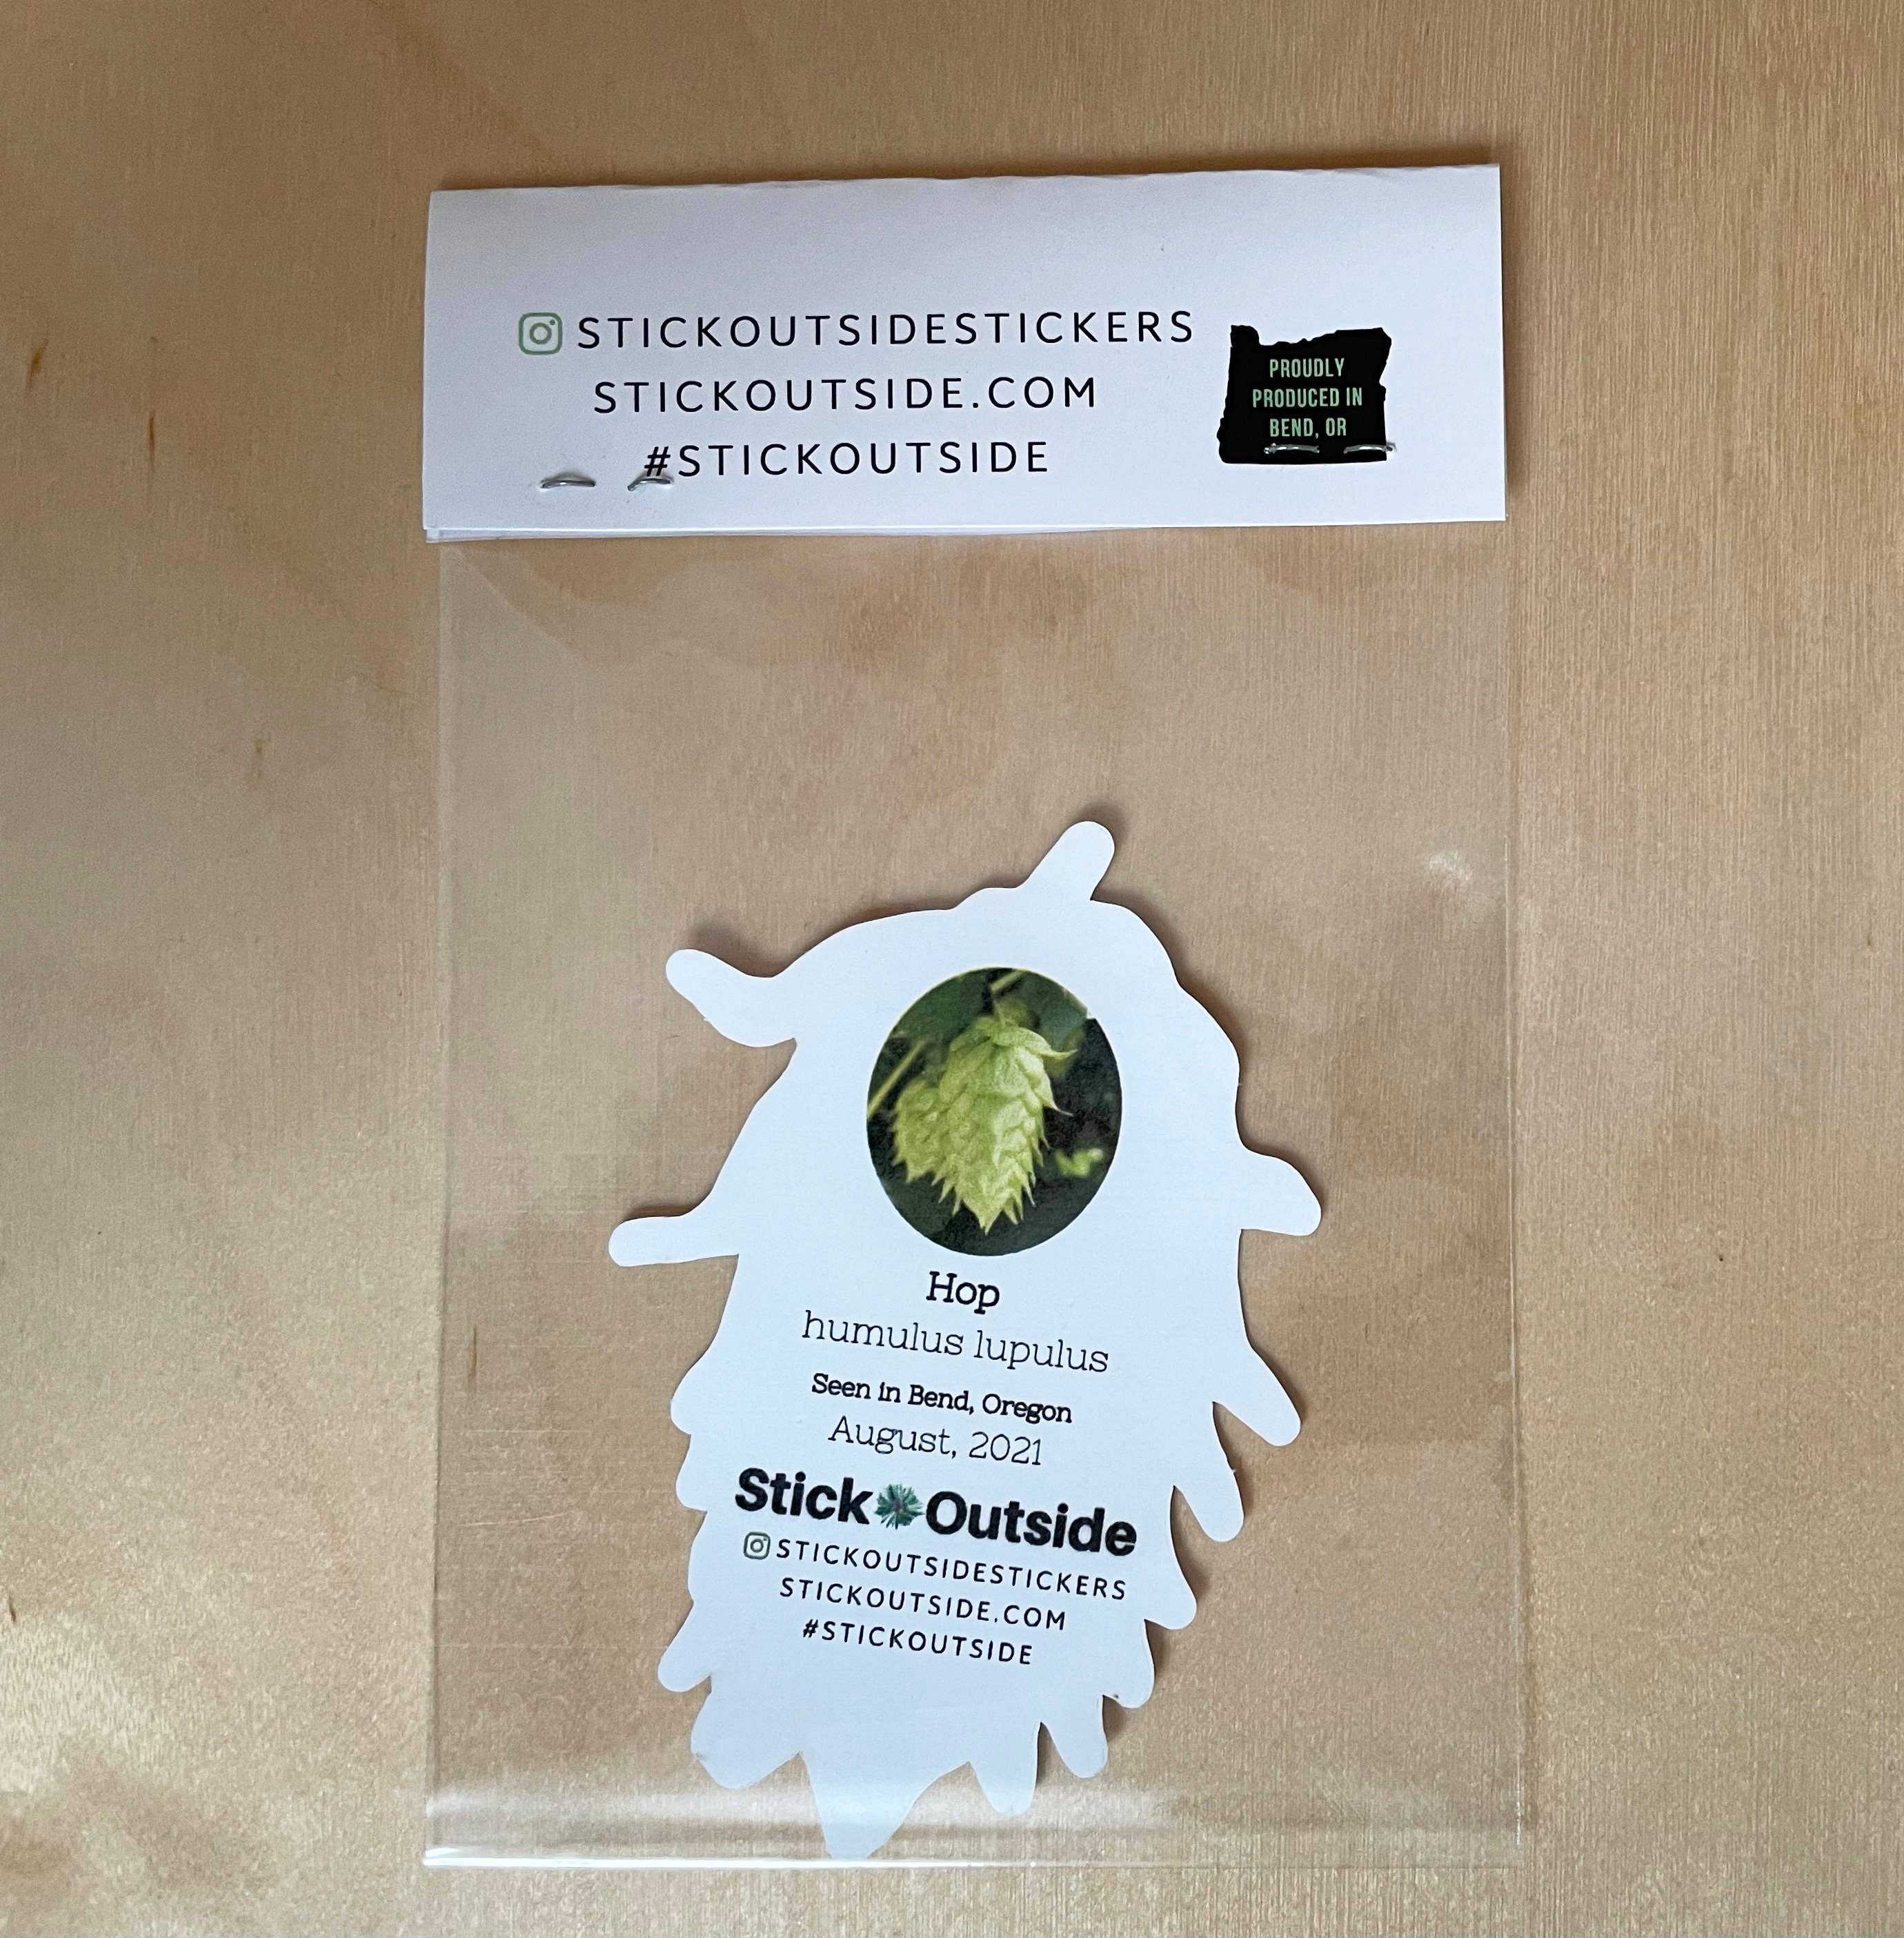 STICKOUTSIDESTICKERS
STICKOUTSIDE.COM
#STICKOUTSIDE
PROUDLY
PRODUCED IN
BEND, OR
Hop
humulus lupulus
Seen in Bend, Oregon
August, 2021
Stick Outside
STICKOUTSIDESTICKERS
STICKOUTSIDE.COM
#STICKOUTSIDE